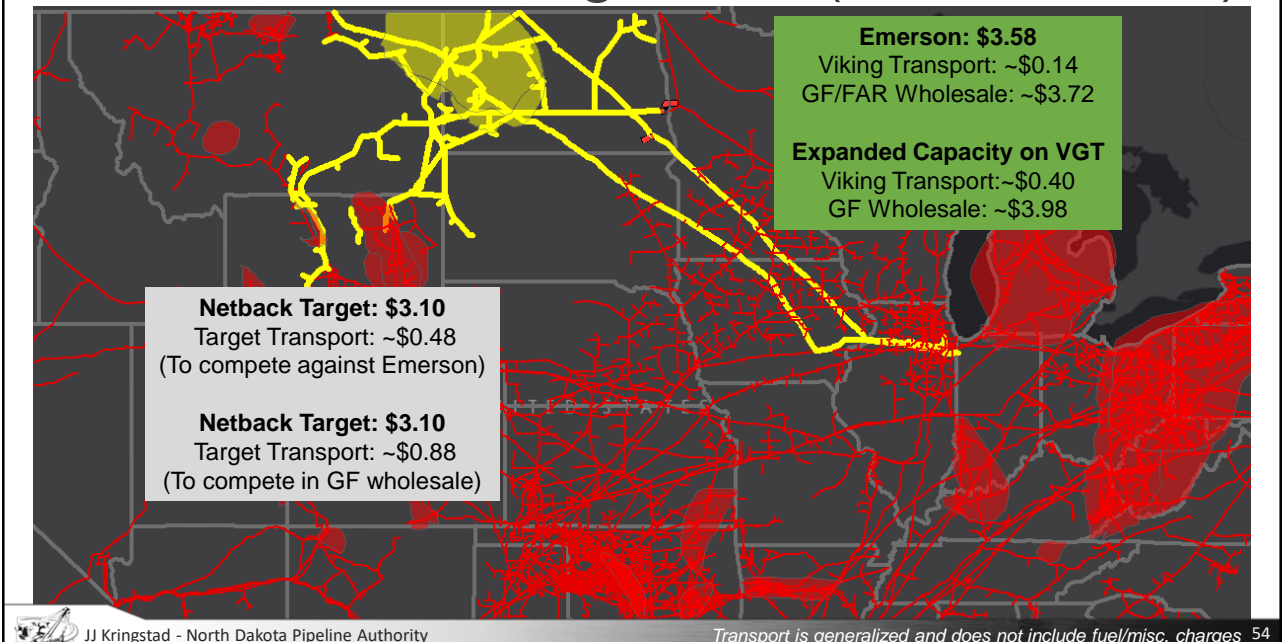 Emerson: $3.58
Viking Transport: ~$0.14
GF/FAR Wholesale: ~$3.72
Expanded Capacity on VGT
Viking Transport:~$0.40
GF Wholesale: ~$3.98
Netback Target: $3.10
Target Transport: ~$0.48
(To compete against Emerson)
Netback Target: $3.10
Target Transport: ~$0.88
(To compete in GF wholesale)
STATES
JJ Kringstad - North Dakota Pipeline Authority
Transport is generalized and does not include fuel/misc. charges 54